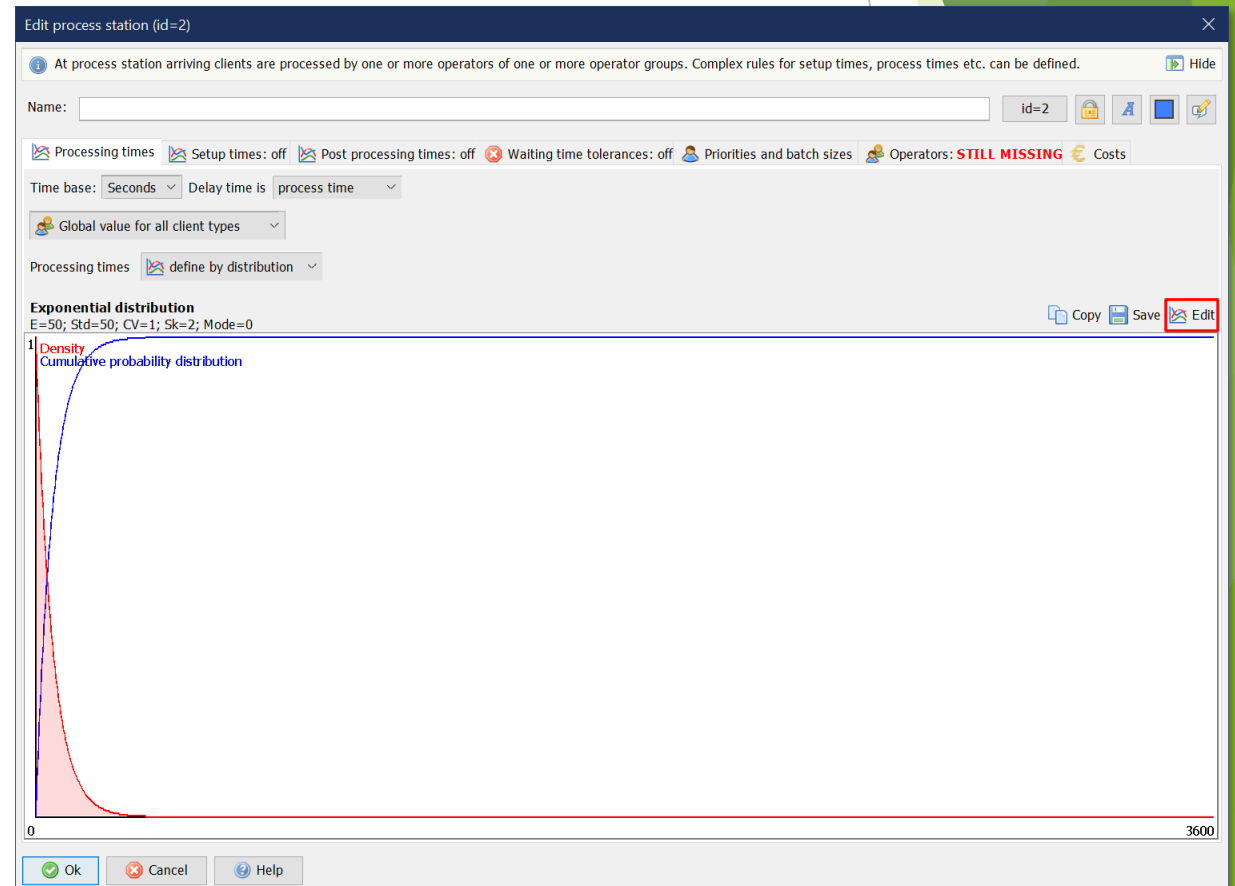 Edit process station (id=2)
At process station arriving clients are processed by one or more operators of one or more operator groups. Complex rules for setup times, process times etc. can be defined. Hide
Name: id=2
Processing times Setup times: off Post processing times: off Waiting time tolerances: off Priorities and batch sizes Operators: STILL MISSING Costs
Time base: Seconds Delay time is process time
Global value for all client types
Processing times define by distribution
Exponential distribution
E=50; Std=50; CV=1; Sk=2; Mode=0
Copy Save Edit
1 Density
Cumulative probability distribution
0 3600
Ok Cancel Help